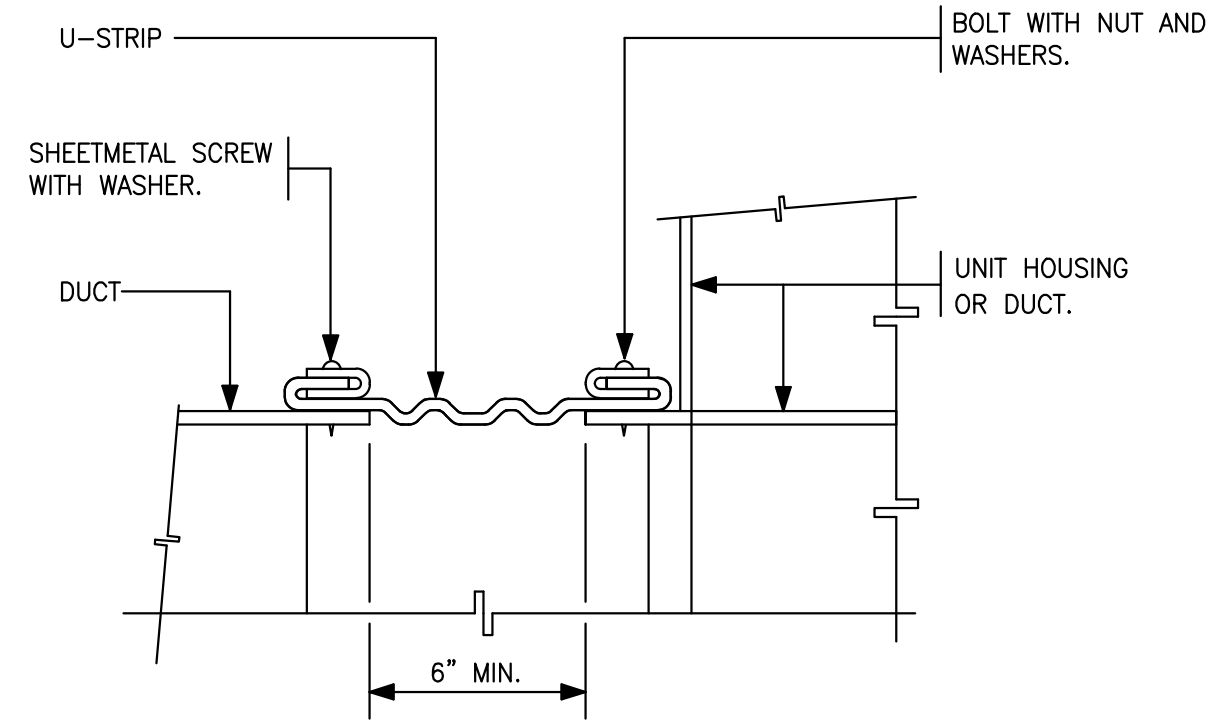 U-STRIP
BOLT WITH NUT AND
WASHERS.
SHEETMETAL SCREW
WITH WASHER.
DUCT
UNIT HOUSING
OR DUCT.
6" MIN.